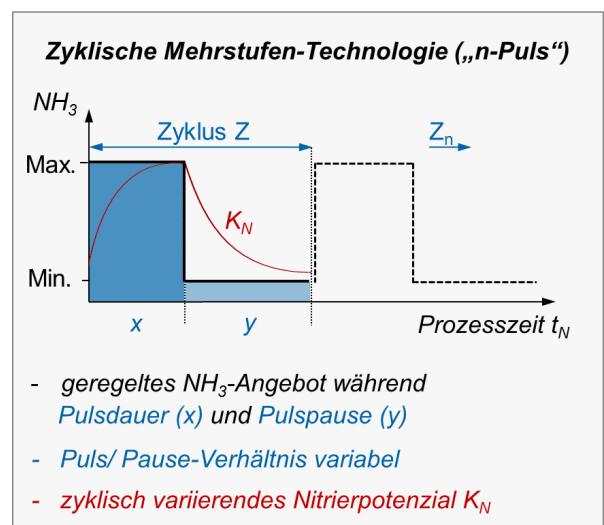 Zyklische Mehrstufen-Technologie („n-Puls“)
NH3
Zyklus Z
Zn
Max.
KN
Min.
x
y
Prozesszeit tN
- geregeltes NH3-Angebot während
Pulsdauer (x) und Pulspause (y)
- Puls/ Pause-Verhältnis variabel
- zyklisch variierendes Nitrierpotenzial KN